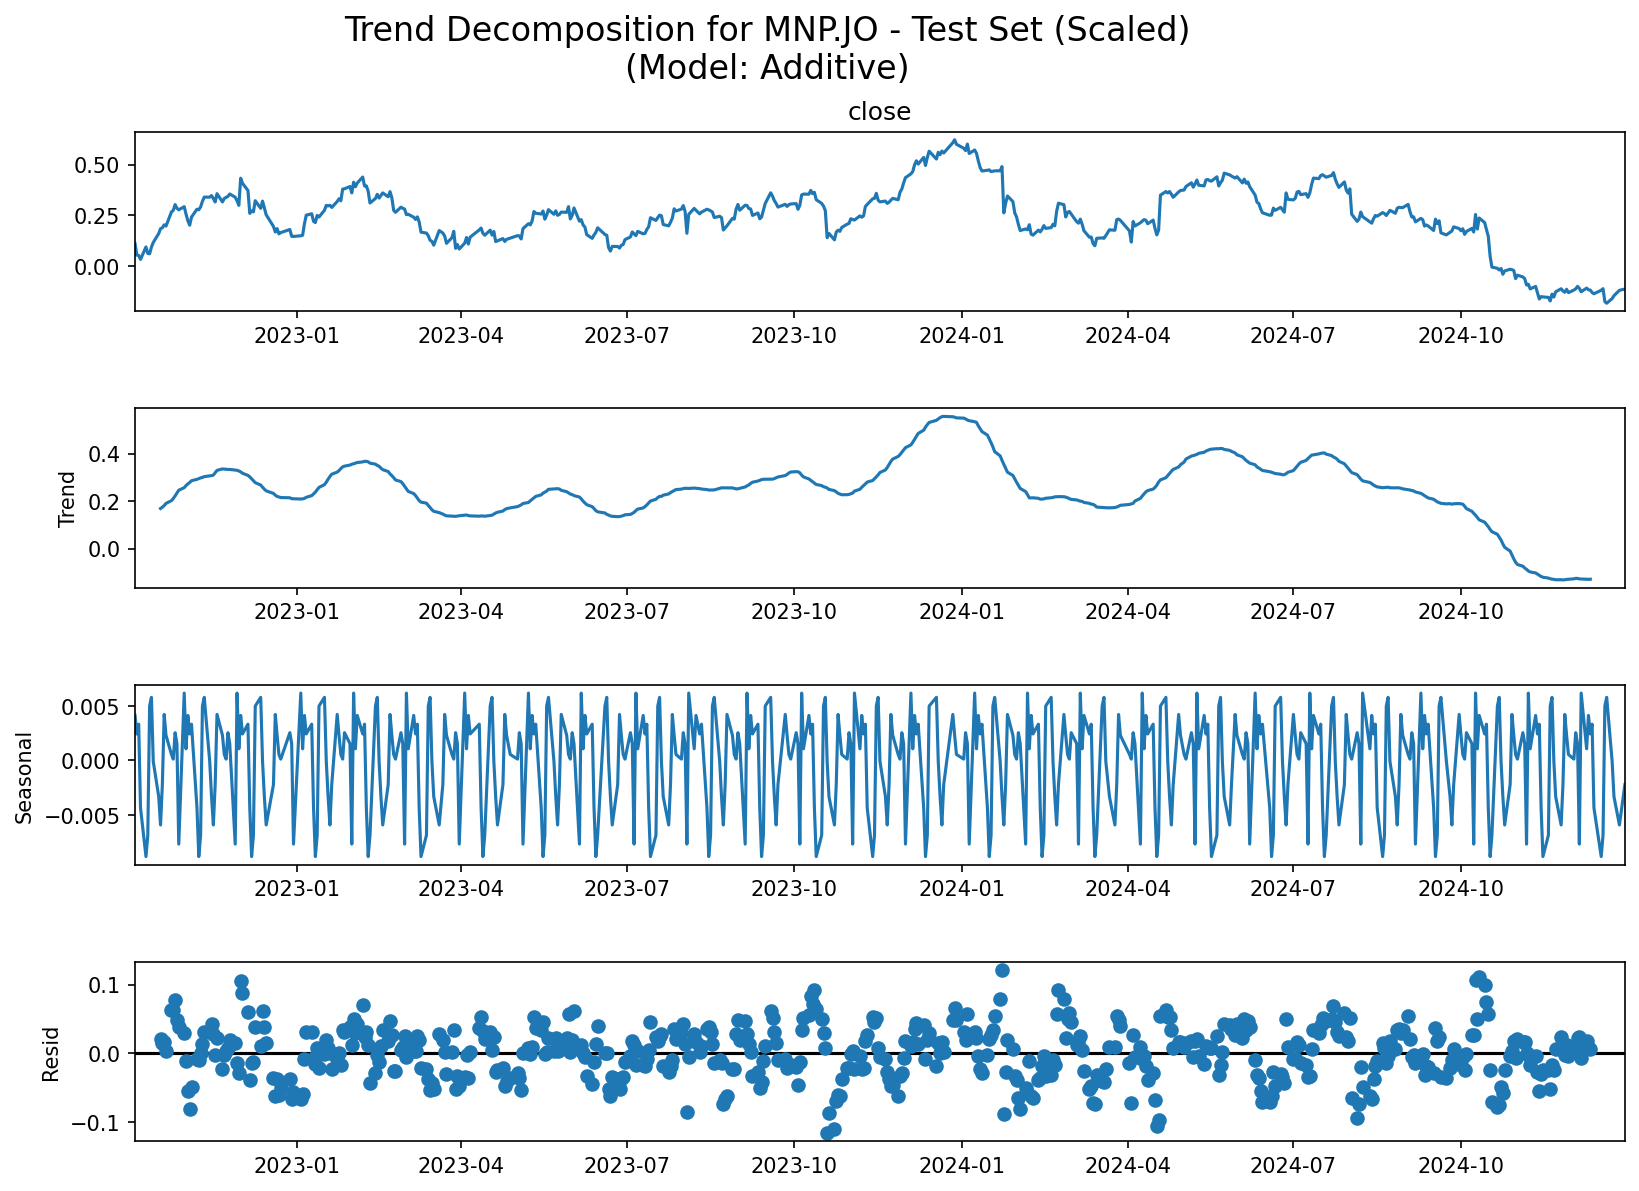 Trend Decomposition for MNP.JO - Test Set (Scaled)
(Model: Additive)
close
0.50
0.25
0.00
2023-01 2023-04 2023-07 2023-10 2024-01 2024-04 2024-07 2024-10
Trend
0.4
0.2
0.0
2023-01 2023-04 2023-07 2023-10 2024-01 2024-04 2024-07 2024-10
Seasonal
0.005
0.000
−0.005
2023-01 2023-04 2023-07 2023-10 2024-01 2024-04 2024-07 2024-10
Resid
0.1
0.0
−0.1
2023-01 2023-04 2023-07 2023-10 2024-01 2024-04 2024-07 2024-10